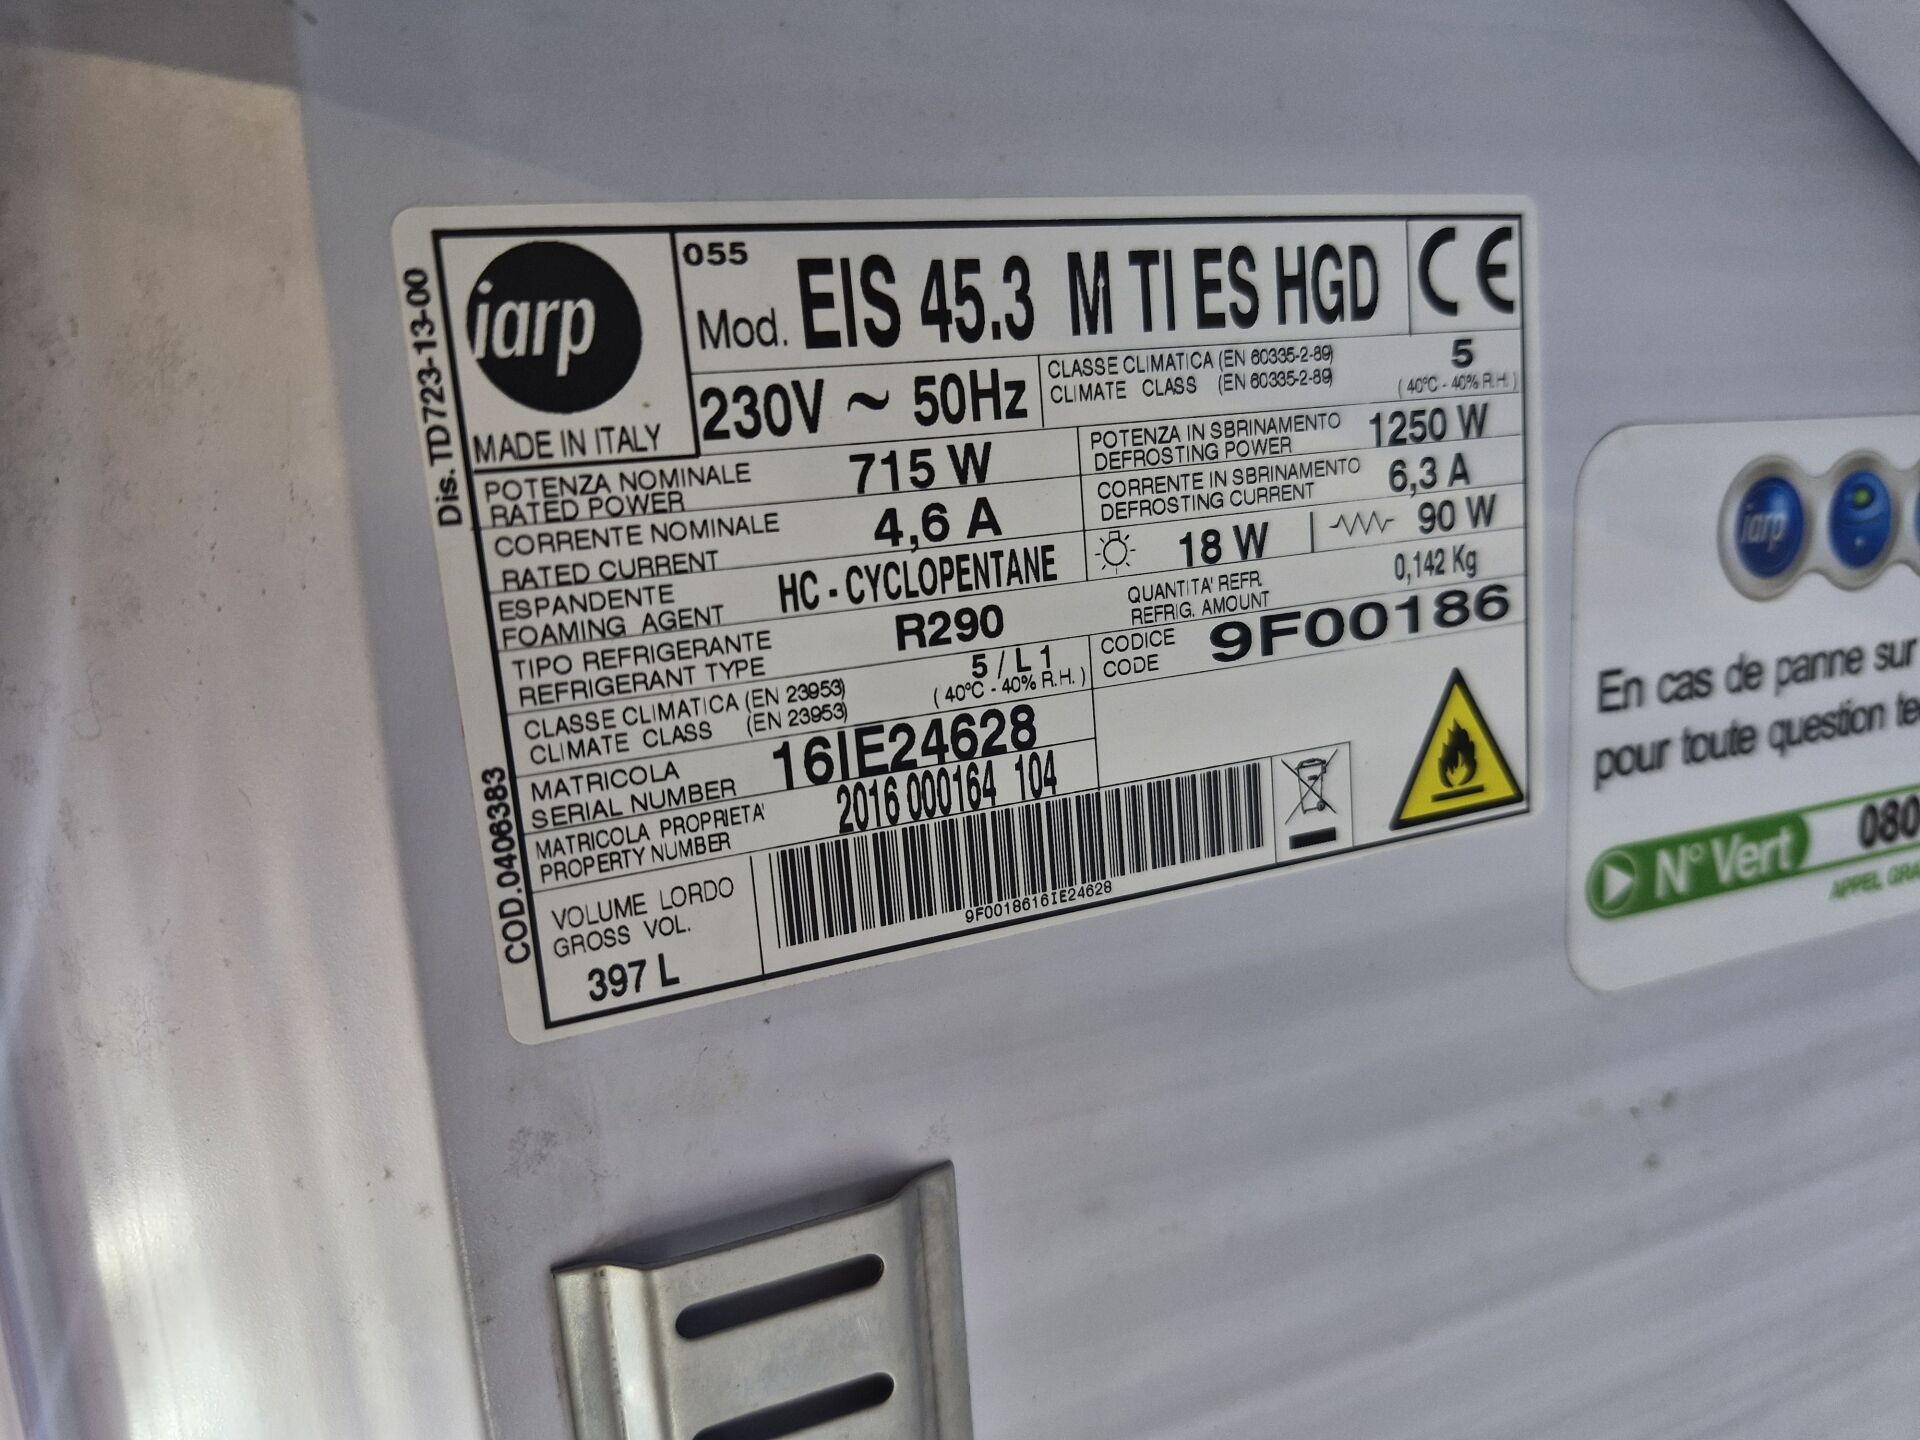 Dis. TD723-13-00
COD.0406383
iarp
MADE IN ITALY
055
Mod. EIS 45.3 M TI ES HGD
CE
230V ~ 50Hz
CLASSE CLIMATICA (EN 60335-2-89)
CLIMATE CLASS (EN 60335-2-89)
5
(40°C - 40% R.H.)
POTENZA NOMINALE
RATED POWER
715 W
POTENZA IN SBRINAMENTO
DEFROSTING POWER
1250 W
CORRENTE NOMINALE
RATED CURRENT
4,6 A
CORRENTE IN SBRINAMENTO
DEFROSTING CURRENT
6,3 A
ESPANDENTE
FOAMING AGENT
HC - CYCLOPENTANE
18 W
90 W
TIPO REFRIGERANTE
REFRIGERANT TYPE
R290
QUANTITA' REFR.
REFRIG. AMOUNT
0,142 Kg
CLASSE CLIMATICA (EN 23953)
CLIMATE CLASS (EN 23953)
5 / L 1
(40°C - 40% R.H.)
CODICE
CODE
9F00186
MATRICOLA
SERIAL NUMBER
16IE24628
MATRICOLA PROPRIETA'
PROPERTY NUMBER
2016 000164 104
VOLUME LORDO
GROSS VOL.
397 L
9F0018616IE24628
iarp
En cas de panne sur
pour toute question
N° Vert
080
APPEL